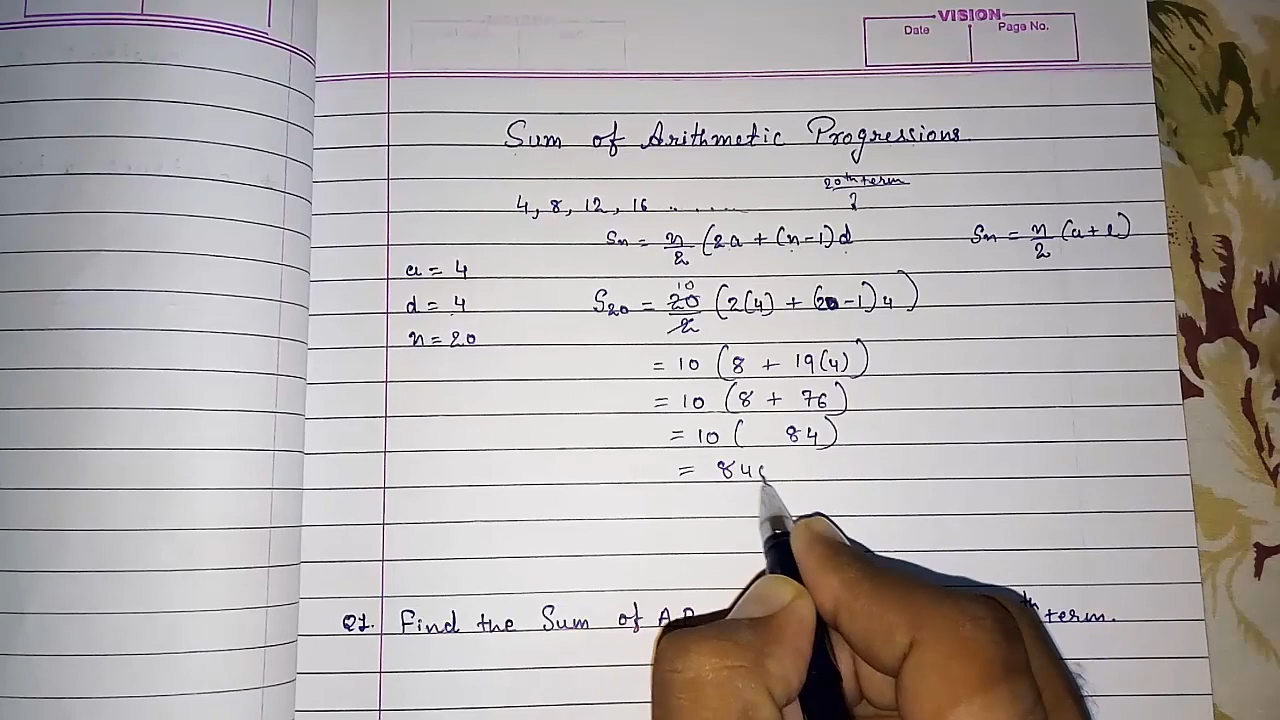 VISION
Date Page No.
Sum of Arithmetic Progressions
20th term
4, 8, 12, 16 ........ ?
Sn = n/2 (2a + (n-1)d Sn = n/2 (a+l)
a = 4
d = 4 S20 = 20/2 (2(4) + (20-1)4) 10
n = 20
= 10 (8 + 19(4))
= 10 (8 + 76)
= 10 ( 84)
= 840
Q1. Find the Sum of A.P th term.